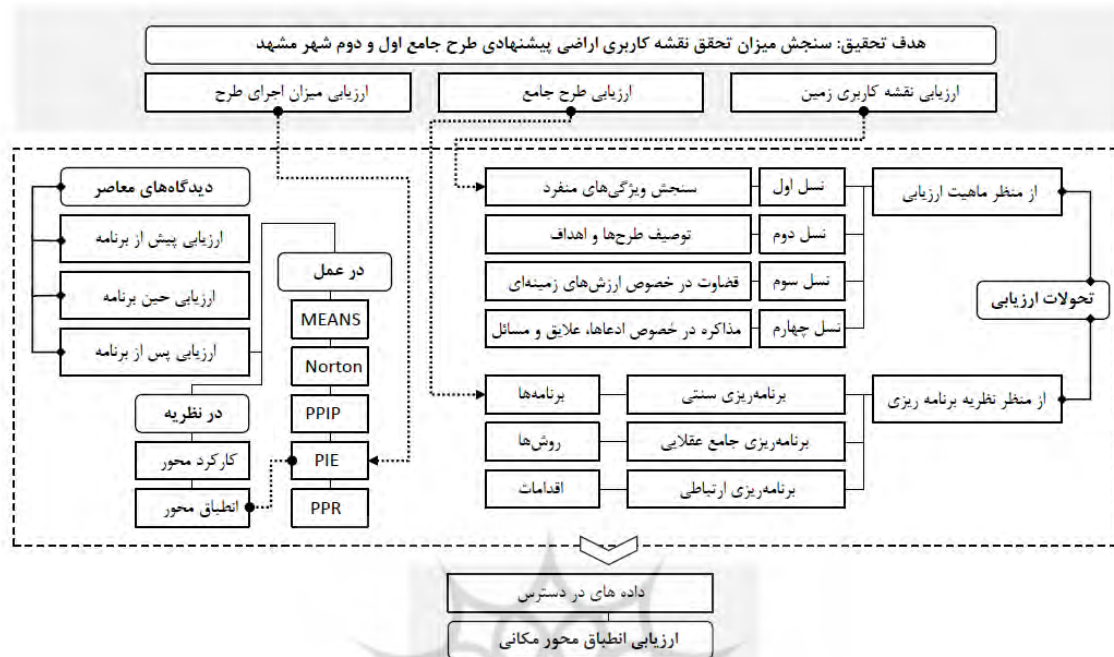 هدف تحقیق: سنجش میزان تحقق نقشه کاربری اراضی پیشنهادی طرح جامع اول و دوم شهر مشهد
ارزیابی نقشه کاربری زمین
ارزیابی طرح جامع
ارزیابی میزان اجرای طرح
تحولات ارزیابی
از منظر ماهیت ارزیابی
نسل اول
سنجش ویژگی‌های منفرد
نسل دوم
توصیف طرح‌ها و اهداف
نسل سوم
قضاوت در خصوص ارزش‌های زمینه‌ای
نسل چهارم
مذاکره در خصوص ادعاها، علایق و مسائل
از منظر نظریه برنامه ریزی
برنامه‌ریزی سنتی
برنامه‌ها
برنامه‌ریزی جامع عقلایی
روش‌ها
برنامه‌ریزی ارتباطی
اقدامات
دیدگاه‌های معاصر
ارزیابی پیش از برنامه
ارزیابی حین برنامه
ارزیابی پس از برنامه
در عمل
MEANS
Norton
PPIP
PIE
PPR
در نظریه
کارکرد محور
انطباق محور
داده های در دسترس
ارزیابی انطباق محور مکانی